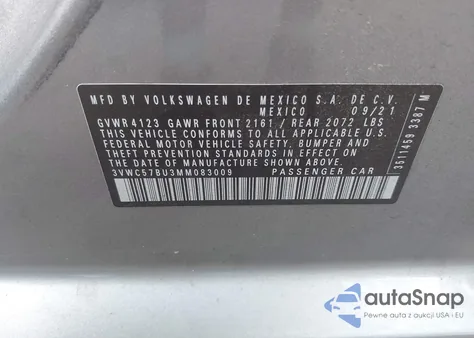 MFD BY VOLKSWAGEN DE MEXICO S.A. DE C.V.
MEXICO 09/21
GVWR 4123 GAWR FRONT 2161 / REAR 2072 LBS
THIS VEHICLE CONFORMS TO ALL APPLICABLE U.S.
FEDERAL MOTOR VEHICLE SAFETY, BUMPER AND
THEFT PREVENTION STANDARDS IN EFFECT ON
THE DATE OF MANUFACTURE SHOWN ABOVE.
3VWC57BU3MM083009 PASSENGER CAR
3511459 3387 M
autoSnap
Pewne auta z dostawą z USA i EU